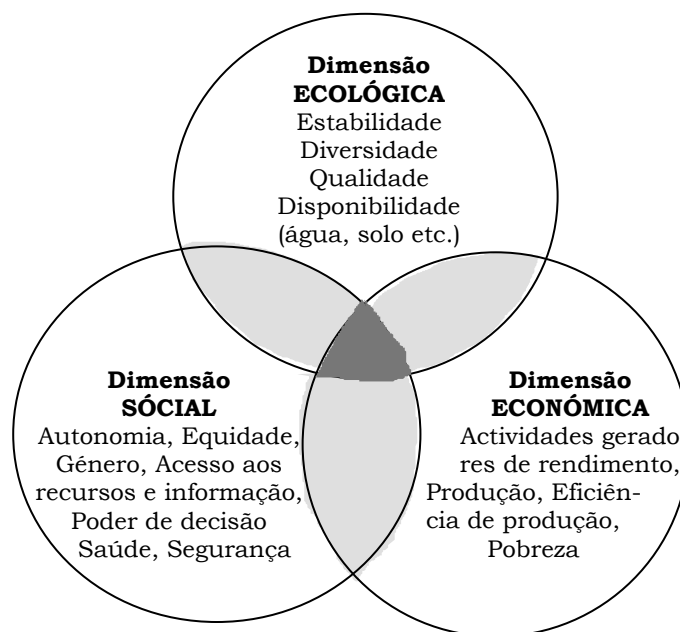 Dimensão
ECOLÓGICA
Estabilidade
Diversidade
Qualidade
Disponibilidade
(água, solo etc.)
Dimensão
SÓCIAL
Autonomia, Equidade,
Género, Acesso aos
recursos e informação,
Poder de decisão
Saúde, Segurança
Dimensão
ECONÓMICA
Actividades gerado
res de rendimento,
Produção, Eficiên-
cia de produção,
Pobreza